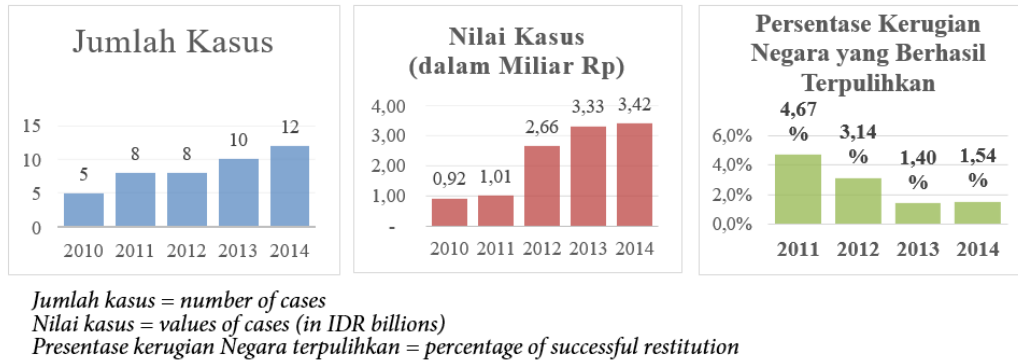 Jumlah Kasus
15
10
5
0
5
8
8
10
12
2010 2011 2012 2013 2014
Nilai Kasus
(dalam Miliar Rp)
4,00
3,00
2,00
1,00
-
0,92
1,01
2,66
3,33
3,42
2010 2011 2012 2013 2014
Persentase Kerugian
Negara yang Berhasil
Terpulihkan
6,0%
4,0%
2,0%
0,0%
4,67
%
3,14
%
1,40
%
1,54
%
2011 2012 2013 2014
Jumlah kasus = number of cases
Nilai kasus = values of cases (in IDR billions)
Presentase kerugian Negara terpulihkan = percentage of successful restitution